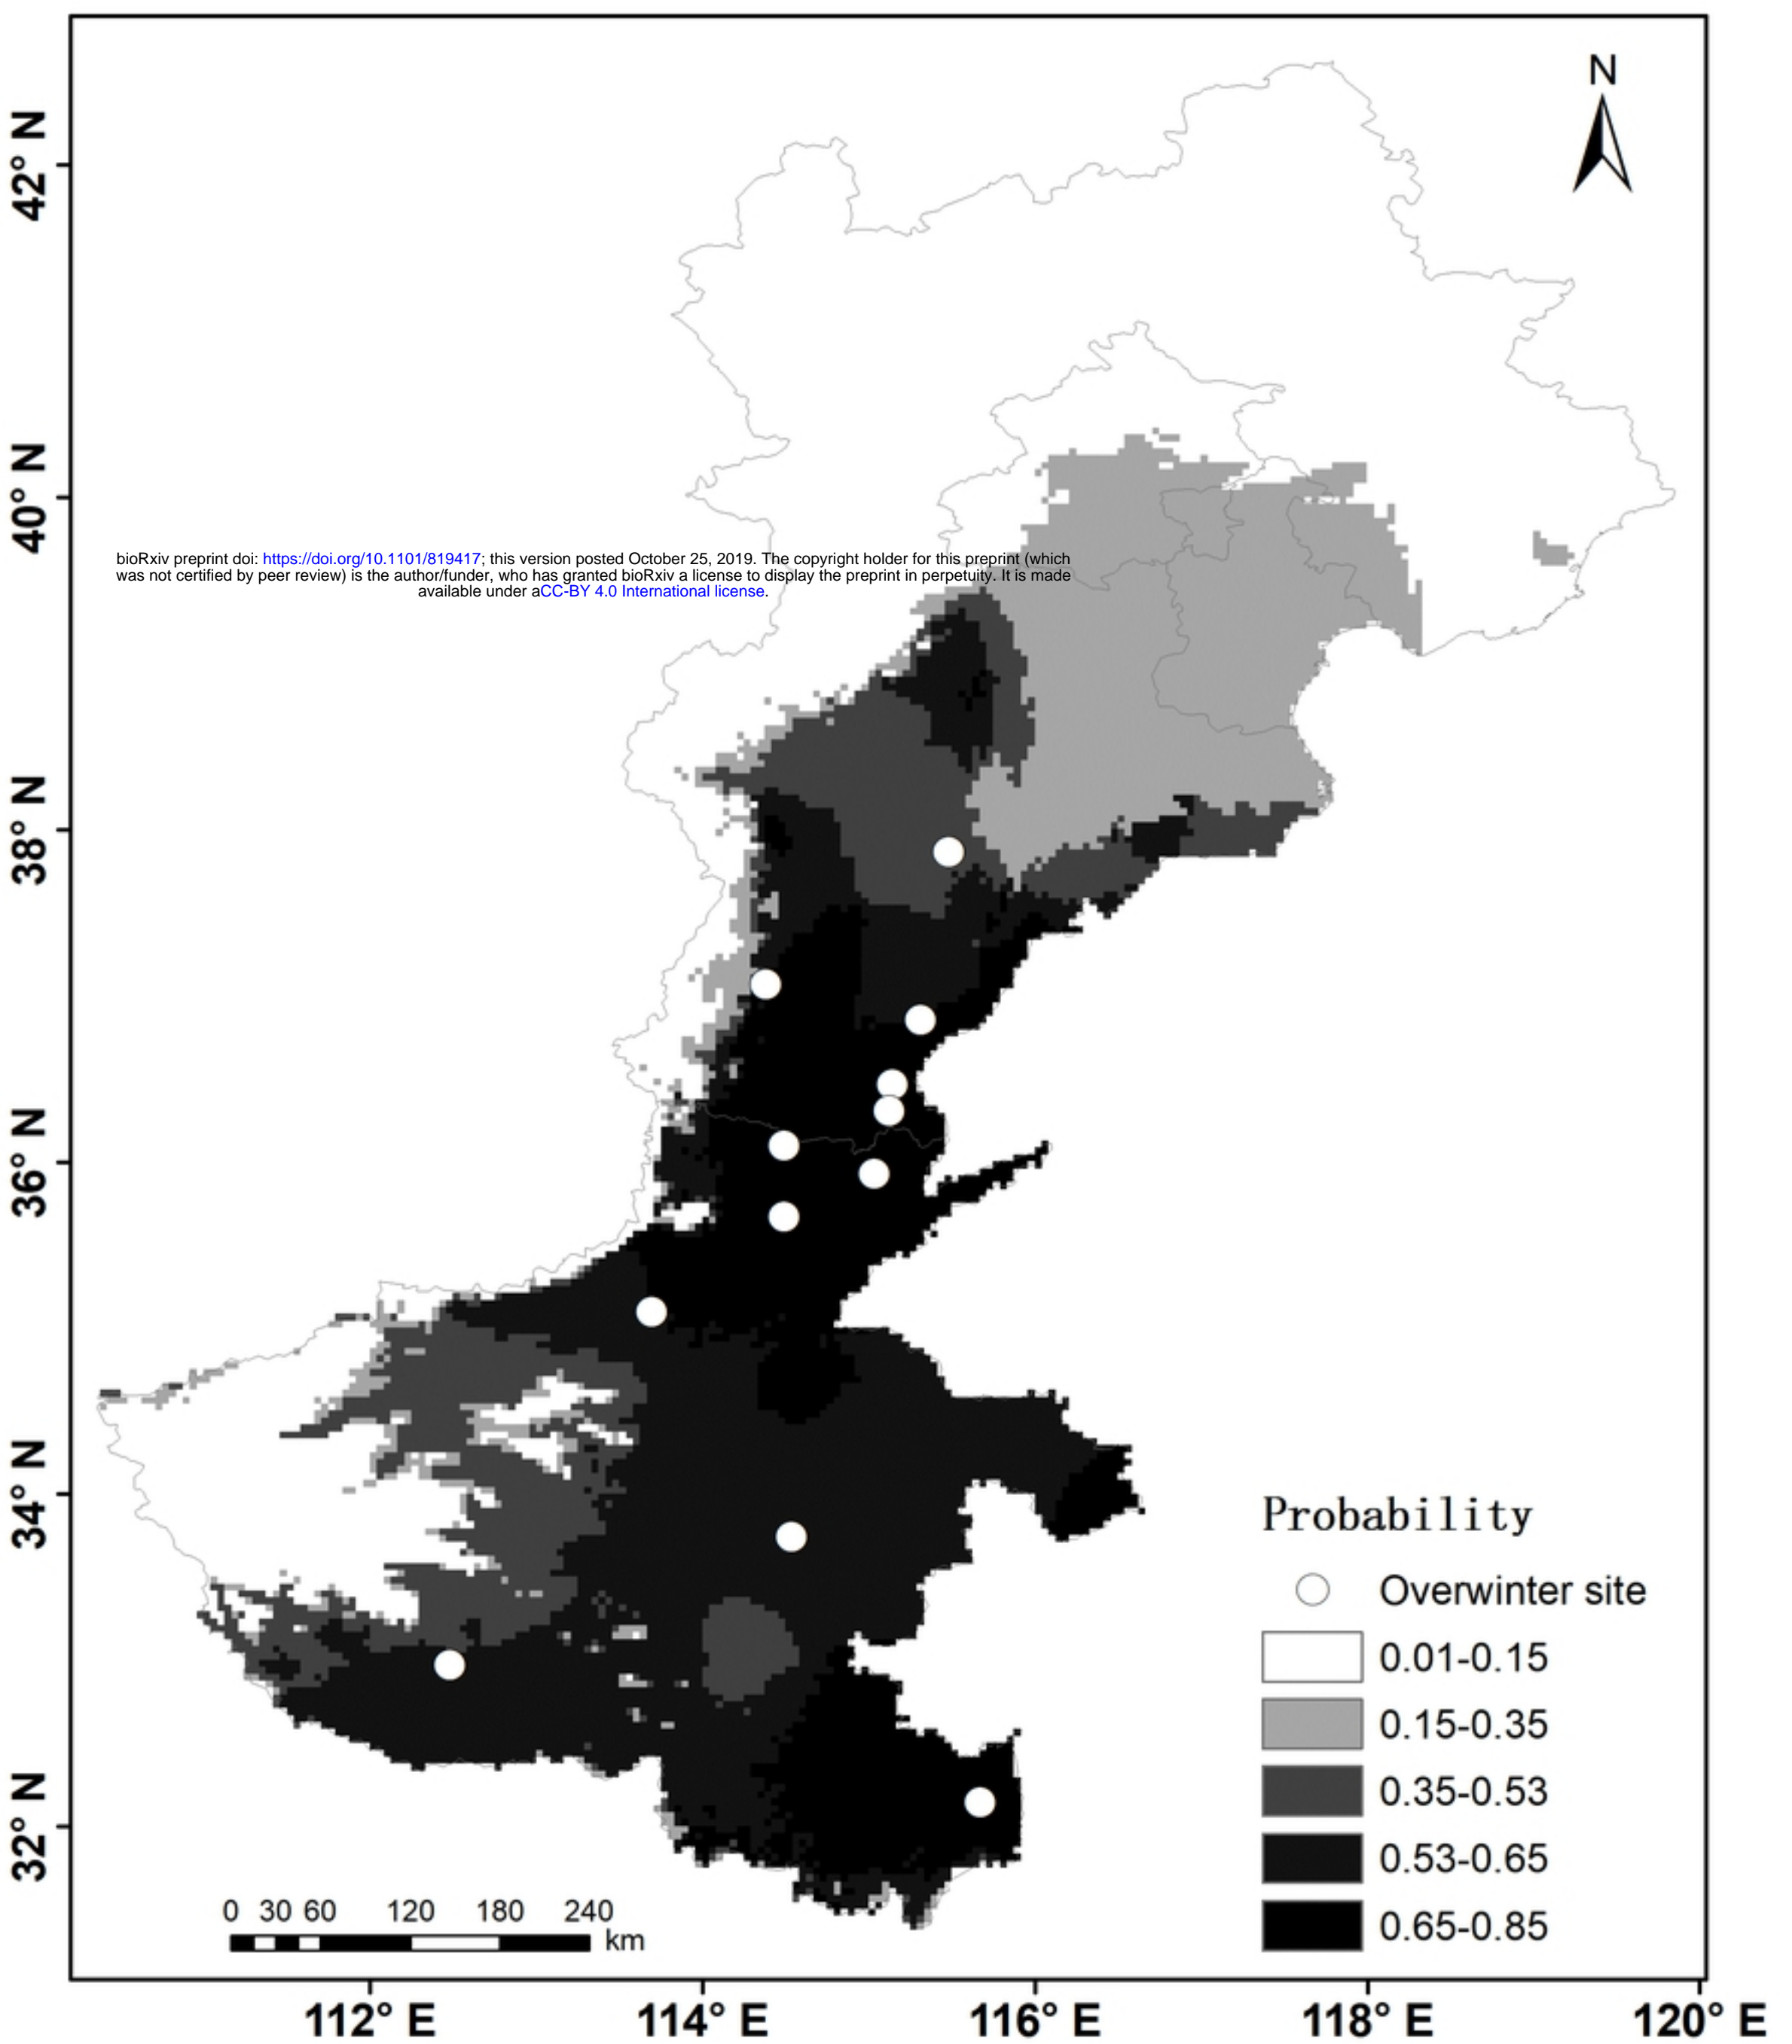 N
42° N
40° N
bioRxiv preprint doi: https://doi.org/10.1101/819417; this version posted October 25, 2019. The copyright holder for this preprint (which
was not certified by peer review) is the author/funder, who has granted bioRxiv a license to display the preprint in perpetuity. It is made
available under aCC-BY 4.0 International license.
38° N
36° N
34° N
32° N
Probability
Overwinter site
0.01-0.15
0.15-0.35
0.35-0.53
0.53-0.65
0.65-0.85
0 30 60 120 180 240
km
112° E 114° E 116° E 118° E 120° E